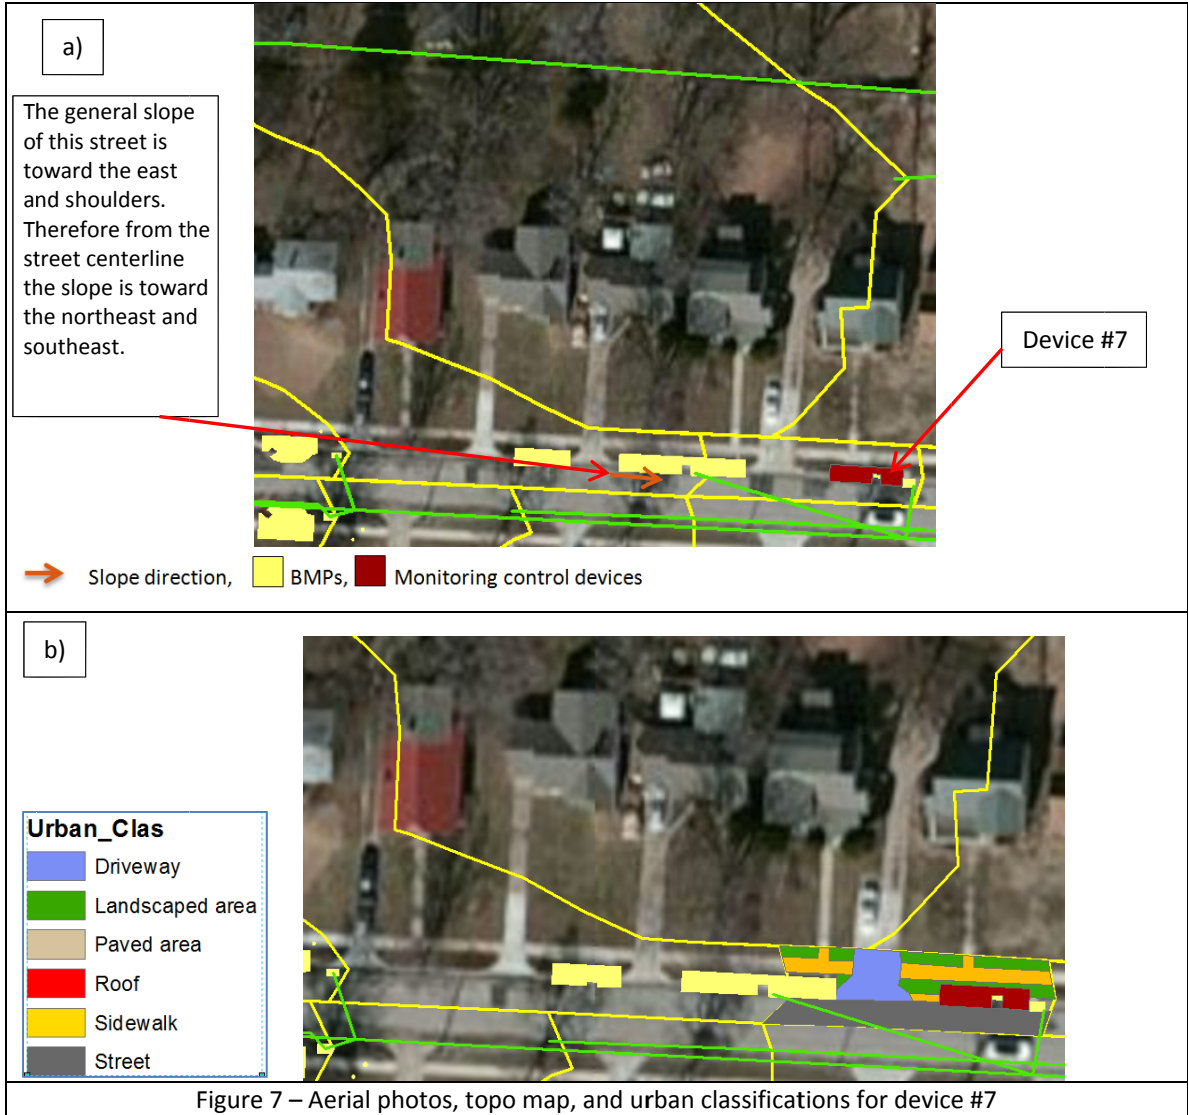 a)
The general slope
of this street is
toward the east
and shoulders.
Therefore from the
street centerline
the slope is toward
the northeast and
southeast.
Device #7
Slope direction, BMPs, Monitoring control devices
b)
Urban_Clas
Driveway
Landscaped area
Paved area
Roof
Sidewalk
Street
Figure 7 – Aerial photos, topo map, and urban classifications for device #7